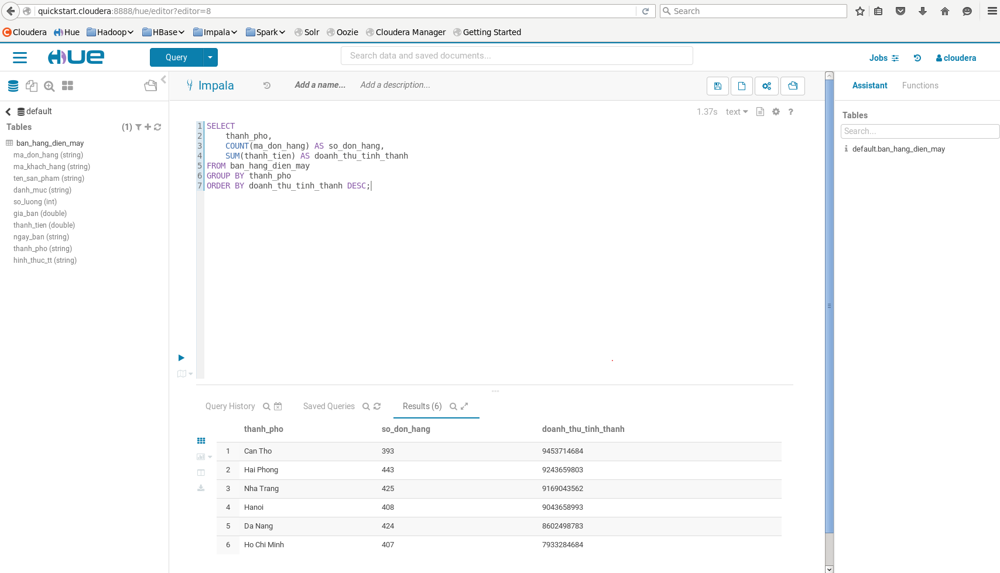 quickstart.cloudera:8888/hue/editor?editor=8
Search
Cloudera Hue Hadoop HBase Impala Spark Solr Oozie Cloudera Manager Getting Started
HUE Query Search data and saved documents... Jobs cloudera
Impala Add a name... Add a description...
Assistant Functions
default
Tables (1)
ban_hang_dien_may
ma_don_hang (string)
ma_khach_hang (string)
ten_san_pham (string)
danh_muc (string)
so_luong (int)
gia_ban (double)
thanh_tien (double)
ngay_ban (string)
thanh_pho (string)
hinh_thuc_tt (string)
1.37s text ?
1 SELECT
2 thanh_pho,
3 COUNT(ma_don_hang) AS so_don_hang,
4 SUM(thanh_tien) AS doanh_thu_tinh_thanh
5 FROM ban_hang_dien_may
6 GROUP BY thanh_pho
7 ORDER BY doanh_thu_tinh_thanh DESC;
Query History Saved Queries Results (6)
thanh_pho so_don_hang doanh_thu_tinh_thanh
1 Can Tho 393 9453714684
2 Hai Phong 443 9243659803
3 Nha Trang 425 9169043562
4 Hanoi 408 9043658993
5 Da Nang 424 8602498783
6 Ho Chi Minh 407 7933284684
Tables
Search...
default.ban_hang_dien_may